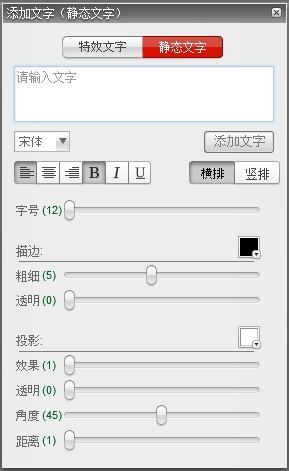 添加文字（静态文字）
特效文字 静态文字
请输入文字
宋体 添加文字
B I U 横排 竖排
字号 (12)
描边:
粗细 (5)
透明 (0)
投影:
效果 (1)
透明 (0)
角度 (45)
距离 (1)